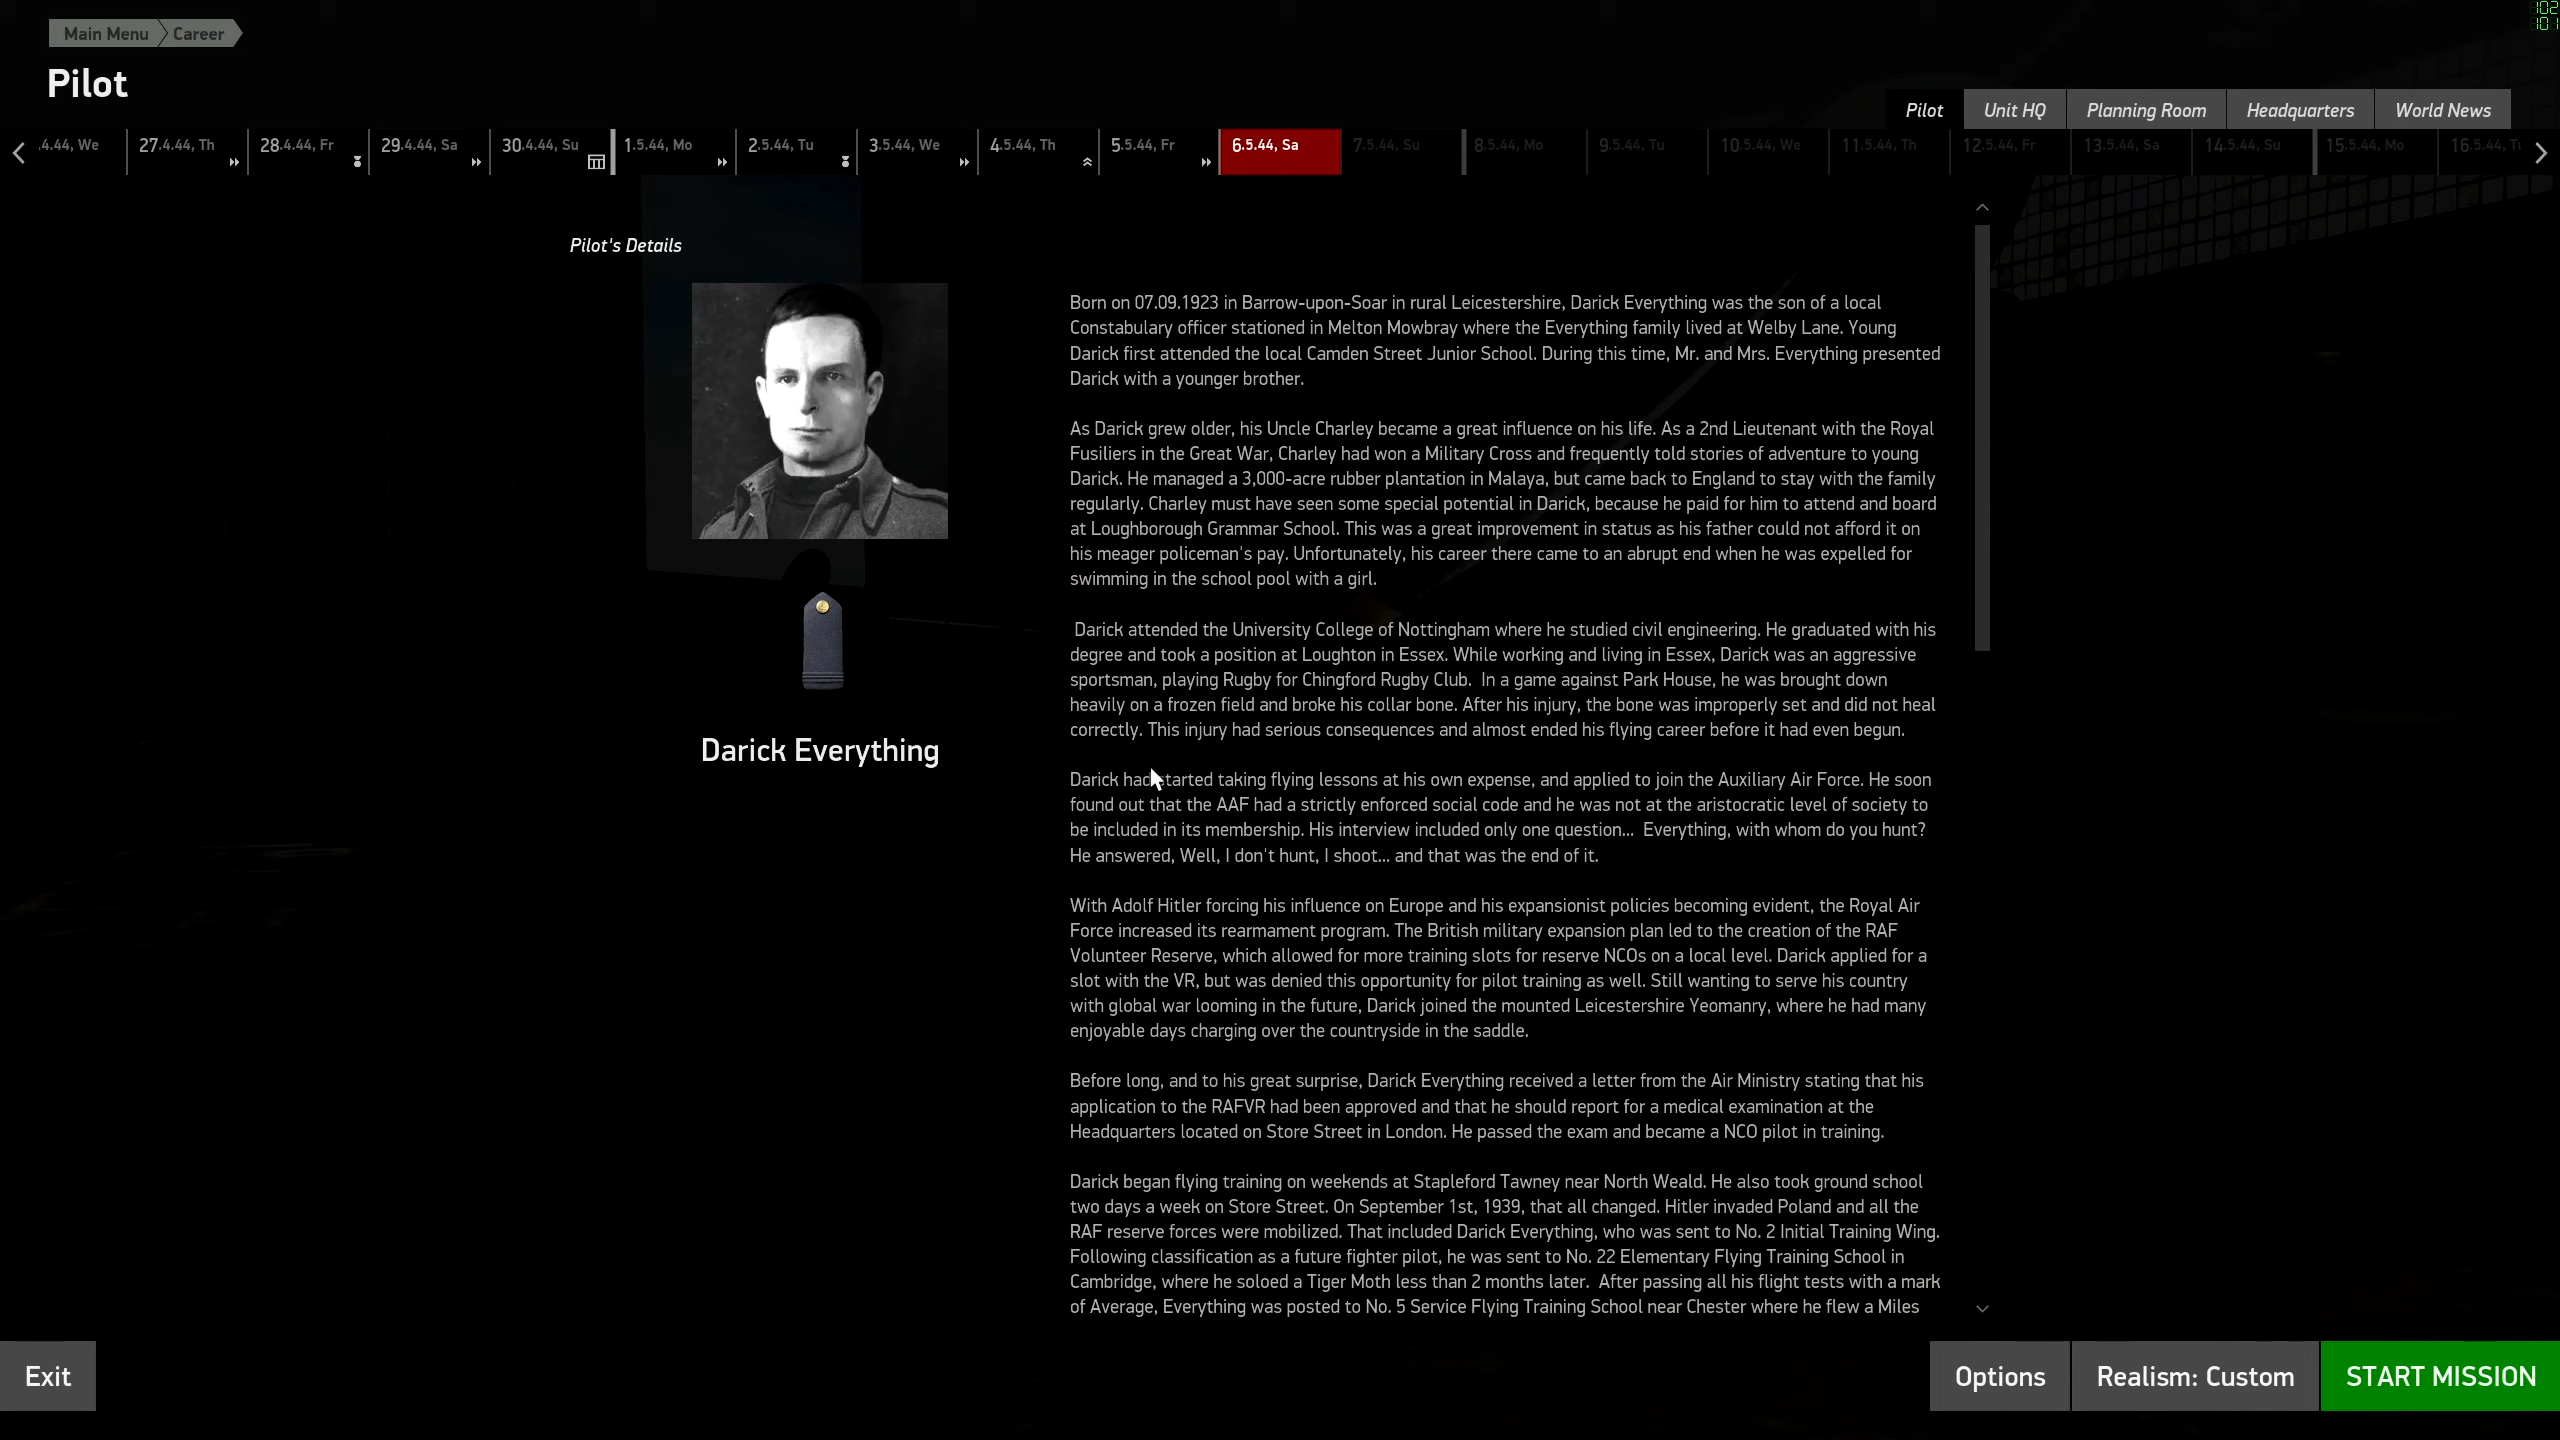 102
101
Main Menu
Career
Pilot
Pilot
Unit HQ
Planning Room
Headquarters
World News
.4.44, We
27.4.44, Th
28.4.44, Fr
29.4.44, Sa
30.4.44, Su
1.5.44, Mo
2.5.44, Tu
3.5.44, We
4.5.44, Th
5.5.44, Fr
6.5.44, Sa
7.5.44, Su
8.5.44, Mo
9.5.44, Tu
10.5.44, We
11.5.44, Th
12.5.44, Fr
13.5.44, Sa
14.5.44, Su
15.5.44, Mo
16.5.44, Tu
Pilot's Details
Darick Everything
Born on 07.09.1923 in Barrow-upon-Soar in rural Leicestershire, Darick Everything was the son of a local
Constabulary officer stationed in Melton Mowbray where the Everything family lived at Welby Lane. Young
Darick first attended the local Camden Street Junior School. During this time, Mr. and Mrs. Everything presented
Darick with a younger brother.
As Darick grew older, his Uncle Charley became a great influence on his life. As a 2nd Lieutenant with the Royal
Fusiliers in the Great War, Charley had won a Military Cross and frequently told stories of adventure to young
Darick. He managed a 3,000-acre rubber plantation in Malaya, but came back to England to stay with the family
regularly. Charley must have seen some special potential in Darick, because he paid for him to attend and board
at Loughborough Grammar School. This was a great improvement in status as his father could not afford it on
his meager policeman's pay. Unfortunately, his career there came to an abrupt end when he was expelled for
swimming in the school pool with a girl.
Darick attended the University College of Nottingham where he studied civil engineering. He graduated with his
degree and took a position at Loughton in Essex. While working and living in Essex, Darick was an aggressive
sportsman, playing Rugby for Chingford Rugby Club.  In a game against Park House, he was brought down
heavily on a frozen field and broke his collar bone. After his injury, the bone was improperly set and did not heal
correctly. This injury had serious consequences and almost ended his flying career before it had even begun.
Darick had started taking flying lessons at his own expense, and applied to join the Auxiliary Air Force. He soon
found out that the AAF had a strictly enforced social code and he was not at the aristocratic level of society to
be included in its membership. His interview included only one question...  Everything, with whom do you hunt?
He answered, Well, I don't hunt, I shoot... and that was the end of it.
With Adolf Hitler forcing his influence on Europe and his expansionist policies becoming evident, the Royal Air
Force increased its rearmament program. The British military expansion plan led to the creation of the RAF
Volunteer Reserve, which allowed for more training slots for reserve NCOs on a local level. Darick applied for a
slot with the VR, but was denied this opportunity for pilot training as well. Still wanting to serve his country
with global war looming in the future, Darick joined the mounted Leicestershire Yeomanry, where he had many
enjoyable days charging over the countryside in the saddle.
Before long, and to his great surprise, Darick Everything received a letter from the Air Ministry stating that his
application to the RAFVR had been approved and that he should report for a medical examination at the
Headquarters located on Store Street in London. He passed the exam and became a NCO pilot in training.
Darick began flying training on weekends at Stapleford Tawney near North Weald. He also took ground school
two days a week on Store Street. On September 1st, 1939, that all changed. Hitler invaded Poland and all the
RAF reserve forces were mobilized. That included Darick Everything, who was sent to No. 2 Initial Training Wing.
Following classification as a future fighter pilot, he was sent to No. 22 Elementary Flying Training School in
Cambridge, where he soloed a Tiger Moth less than 2 months later.  After passing all his flight tests with a mark
of Average, Everything was posted to No. 5 Service Flying Training School near Chester where he flew a Miles
Exit
Options
Realism: Custom
START MISSION